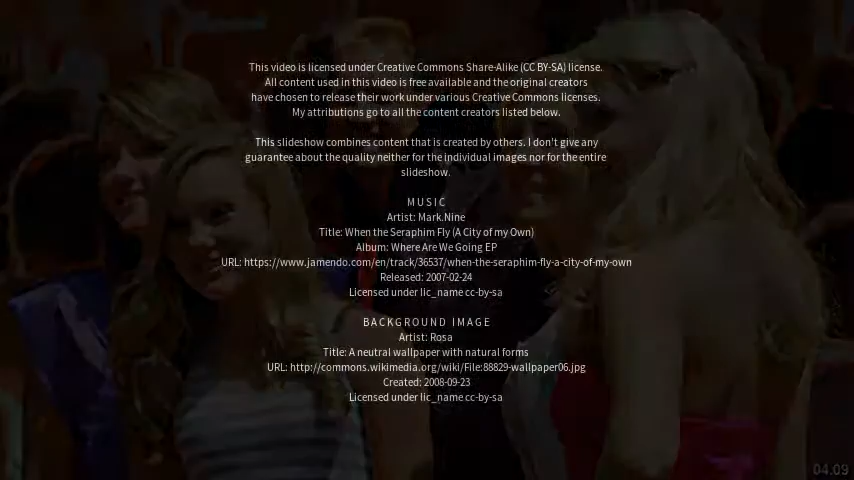 This video is licensed under Creative Commons Share-Alike (CC BY-SA) license.
All content used in this video is free available and the original creators
have chosen to release their work under various Creative Commons licenses.
My attributions go to all the content creators listed below.
This slideshow combines content that is created by others. I don't give any
guarantee about the quality neither for the individual images nor for the entire
slideshow.
MUSIC
Artist: Mark.Nine
Title: When the Seraphim Fly (A City of my Own)
Album: Where Are We Going EP
URL: https://www.jamendo.com/en/track/36537/when-the-seraphim-fly-a-city-of-my-own
Released: 2007-02-24
Licensed under lic_name cc-by-sa
BACKGROUND IMAGE
Artist: Rosa
Title: A neutral wallpaper with natural forms
URL: http://commons.wikimedia.org/wiki/File:88829-wallpaper06.jpg
Created: 2008-09-23
Licensed under lic_name cc-by-sa
04.09